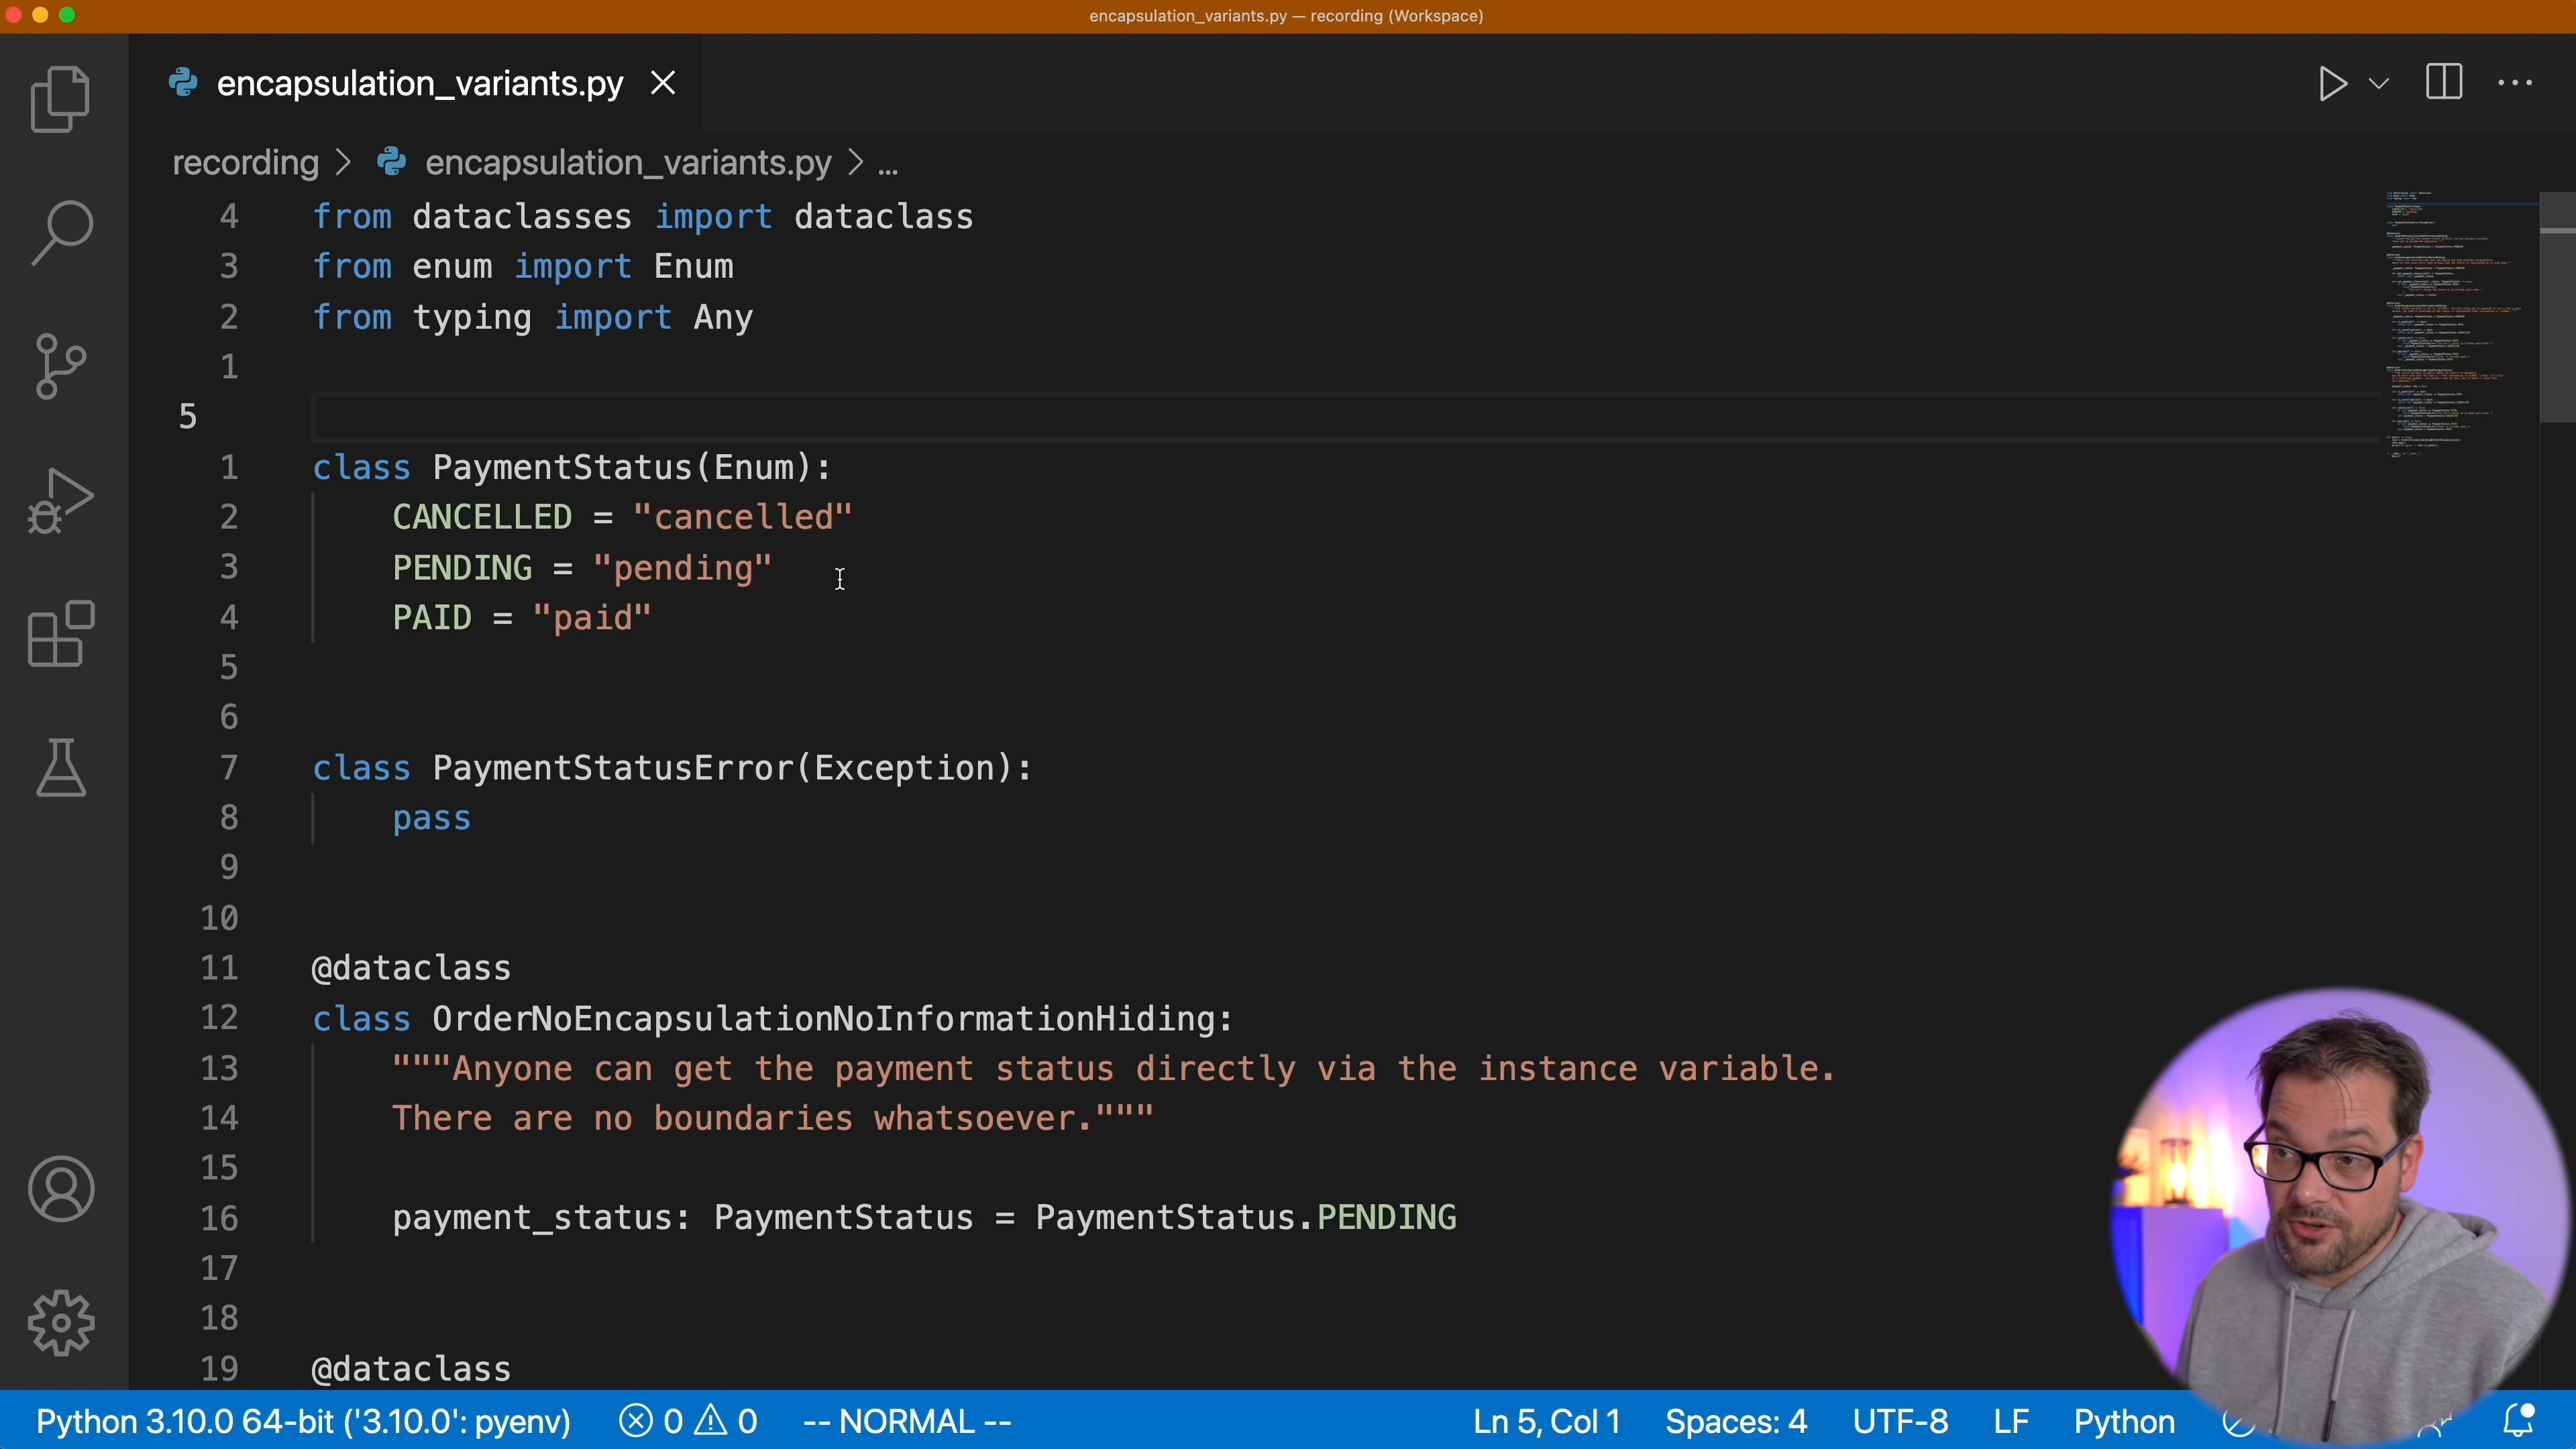 encapsulation_variants.py — recording (Workspace)
encapsulation_variants.py
recording > encapsulation_variants.py > ...
4 from dataclasses import dataclass
3 from enum import Enum
2 from typing import Any
1
5
1 class PaymentStatus(Enum):
2 CANCELLED = "cancelled"
3 PENDING = "pending"
4 PAID = "paid"
5
6
7 class PaymentStatusError(Exception):
8 pass
9
10
11 @dataclass
12 class OrderNoEncapsulationNoInformationHiding:
13 """Anyone can get the payment status directly via the instance variable.
14 There are no boundaries whatsoever."""
15
16 payment_status: PaymentStatus = PaymentStatus.PENDING
17
18
19 @dataclass
Python 3.10.0 64-bit ('3.10.0': pyenv) 0 0 -- NORMAL -- Ln 5, Col 1 Spaces: 4 UTF-8 LF Python